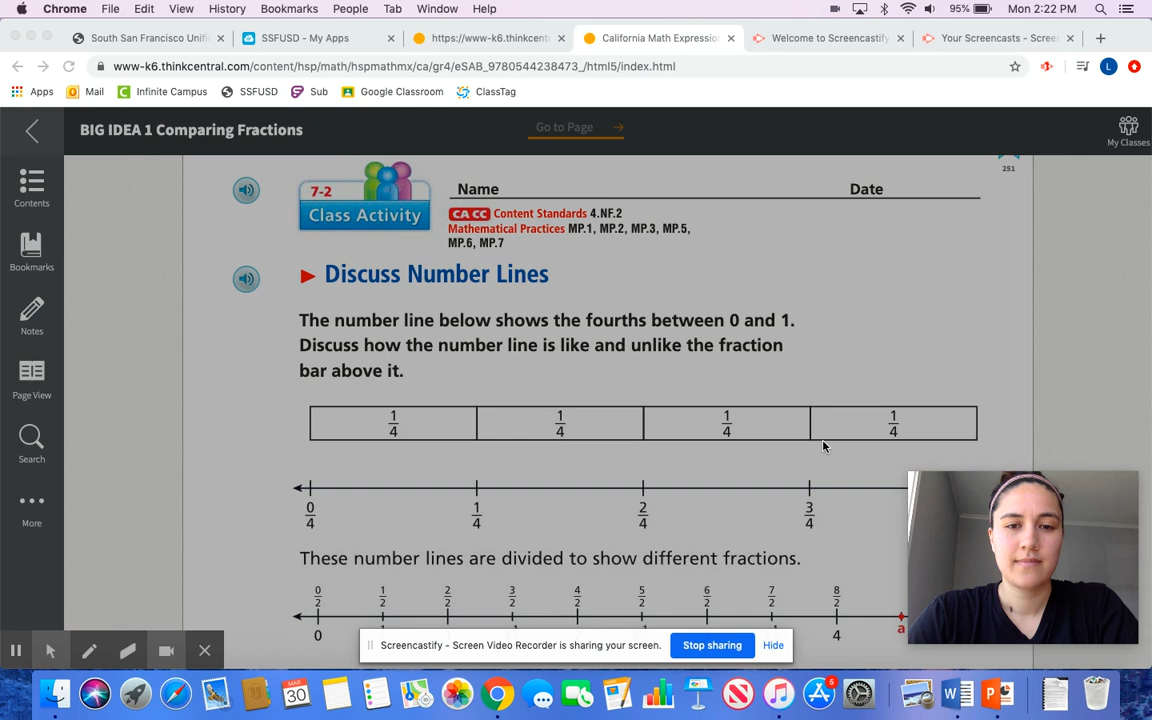 Chrome File Edit View History Bookmarks People Tab Window Help 95% Mon 2:22 PM
South San Francisco Unifi SSFUSD - My Apps https://www-k6.thinkcent California Math Expressio Welcome to Screencastify Your Screencasts - Scree
www-k6.thinkcentral.com/content/hsp/math/hspmathmx/ca/gr4/eSAB_9780544238473_/html5/index.html L
Apps Mail Infinite Campus SSFUSD Sub Google Classroom ClassTag
BIG IDEA 1 Comparing Fractions Go to Page →
My Classes
Contents
Bookmarks
Notes
Page View
Search
More
251
7-2
Class Activity
Name Date
CA CC Content Standards 4.NF.2
Mathematical Practices MP.1, MP.2, MP.3, MP.5,
MP.6, MP.7
Discuss Number Lines
The number line below shows the fourths between 0 and 1.
Discuss how the number line is like and unlike the fraction
bar above it.
1/4 1/4 1/4 1/4
0/4 1/4 2/4 3/4
These number lines are divided to show different fractions.
0/2 1/2 2/2 3/2 4/2 5/2 6/2 7/2 8/2
0 4 a
Screencastify - Screen Video Recorder is sharing your screen. Stop sharing Hide
MAR
30
6
W P